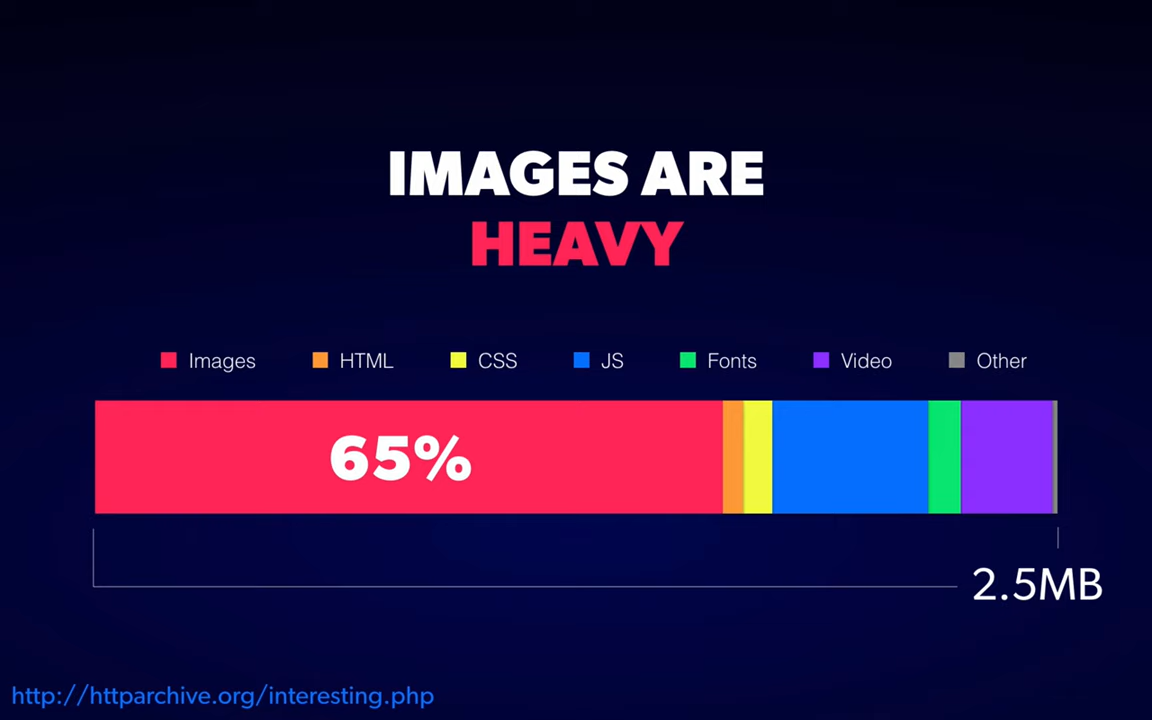 IMAGES ARE
HEAVY
Images HTML CSS JS Fonts Video Other
65%
2.5MB
http://httparchive.org/interesting.php